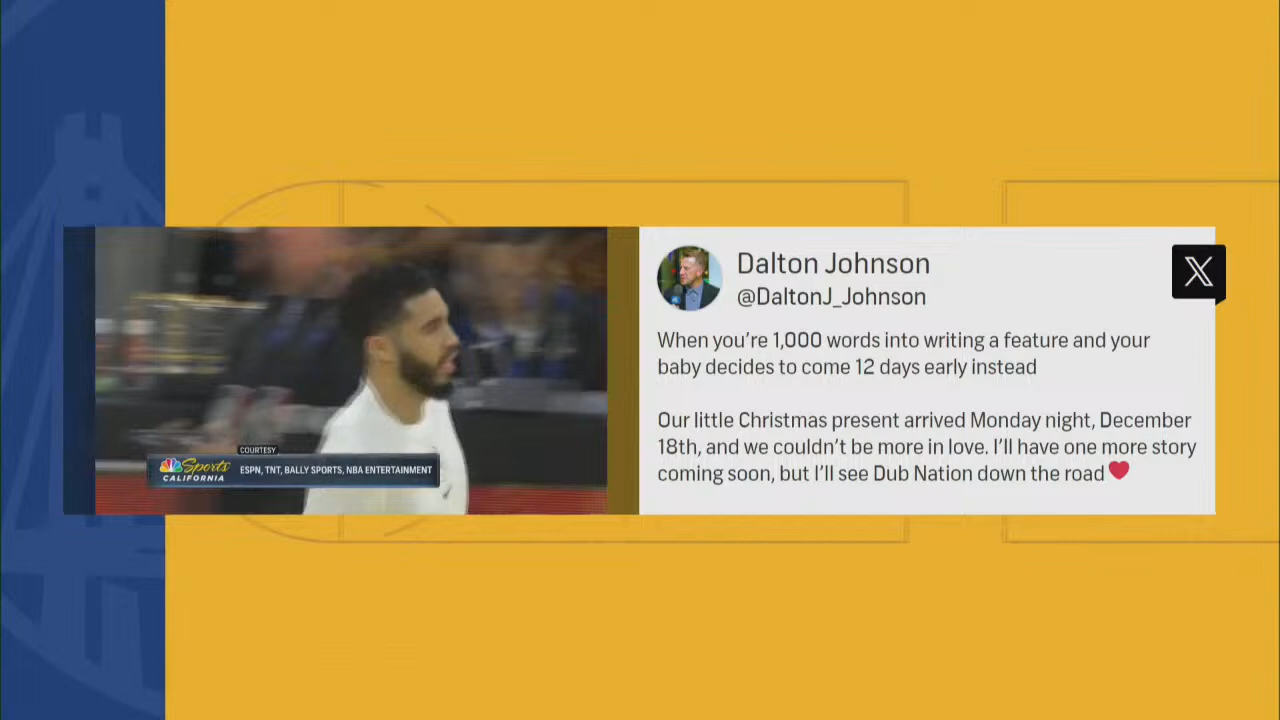 COURTESY
Sports
CALIFORNIA
ESPN, TNT, BALLY SPORTS, NBA ENTERTAINMENT
Dalton Johnson
@DaltonJ_Johnson
X
When you're 1,000 words into writing a feature and your
baby decides to come 12 days early instead
Our little Christmas present arrived Monday night, December
18th, and we couldn't be more in love. I'll have one more story
coming soon, but I'll see Dub Nation down the road❤️